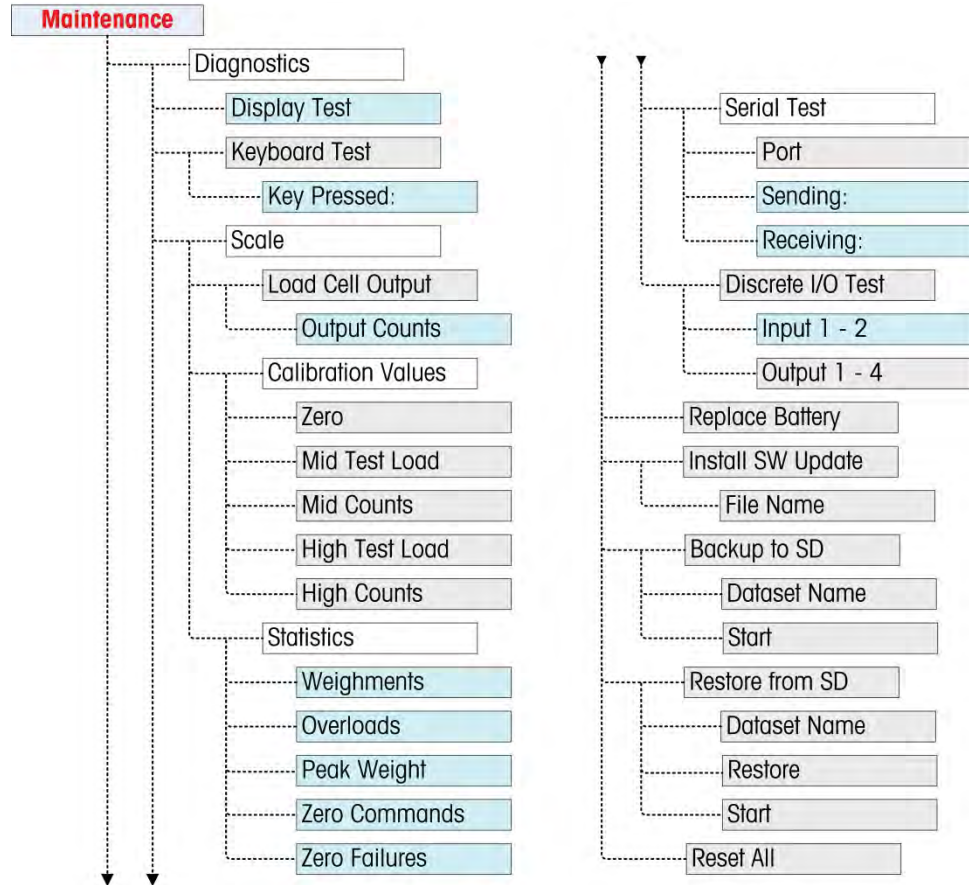 Maintenance
Diagnostics
Display Test
Keyboard Test
Key Pressed:
Scale
Load Cell Output
Output Counts
Calibration Values
Zero
Mid Test Load
Mid Counts
High Test Load
High Counts
Statistics
Weighments
Overloads
Peak Weight
Zero Commands
Zero Failures
Serial Test
Port
Sending:
Receiving:
Discrete I/O Test
Input 1 - 2
Output 1 - 4
Replace Battery
Install SW Update
File Name
Backup to SD
Dataset Name
Start
Restore from SD
Dataset Name
Restore
Start
Reset All